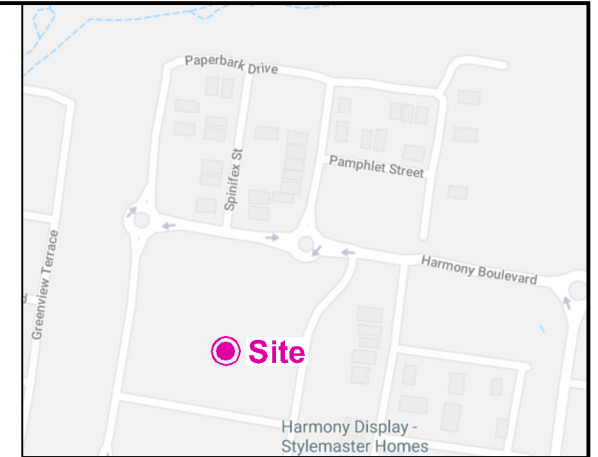 Paperbark Drive
Spinifex St
Pamphlet Street
Harmony Boulevard
Greenview Terrace
Site
Harmony Display -
Stylemaster Homes